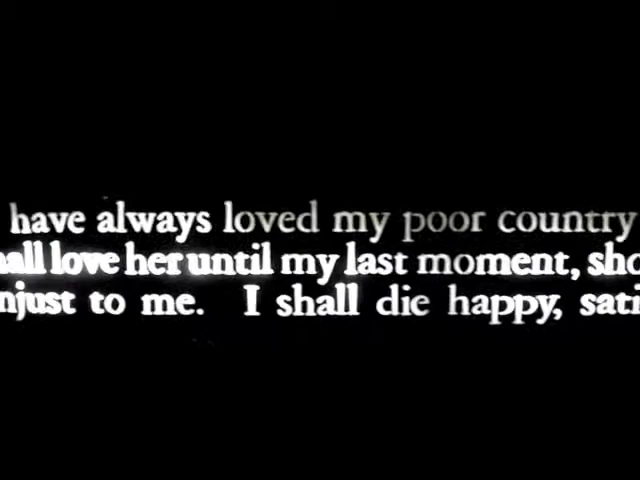 have always loved my poor country
all love her until my last moment, sho
njust to me. I shall die happy, sati